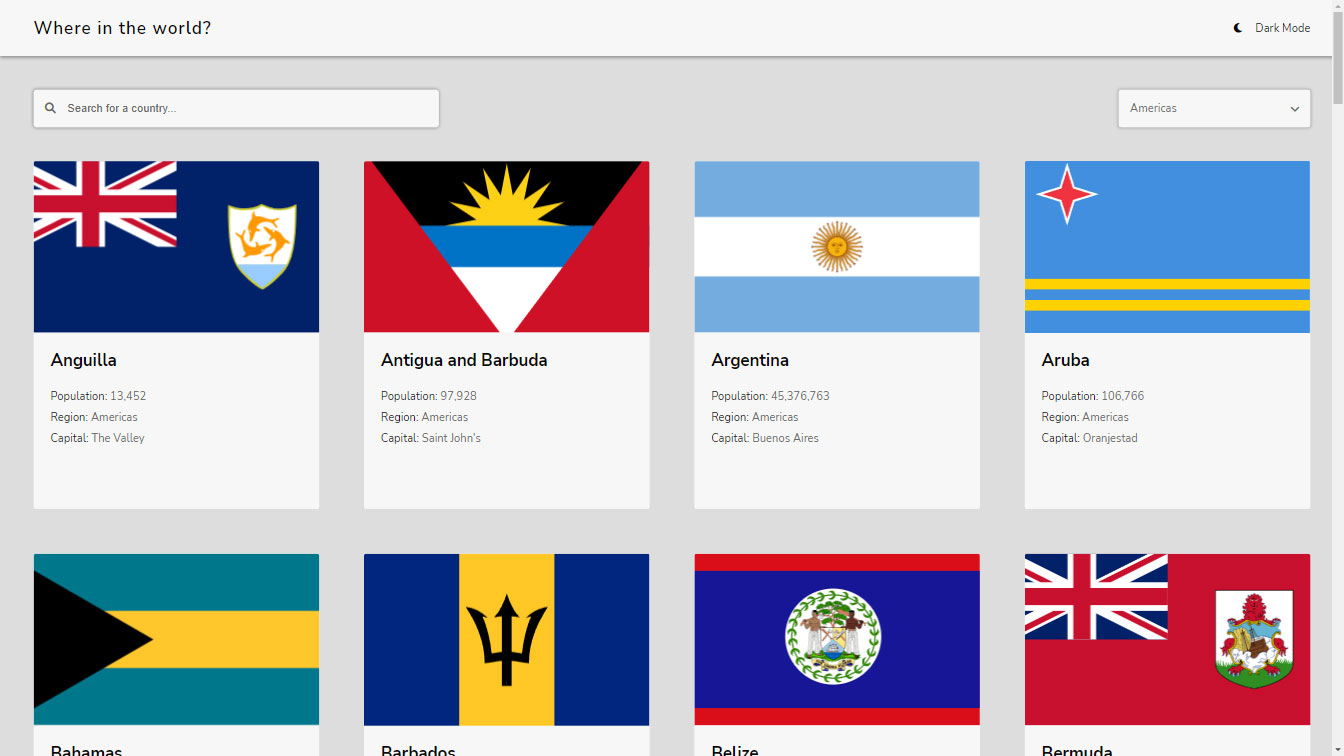 Where in the world?
Dark Mode
Search for a country...
Americas
Anguilla
Population: 13,452
Region: Americas
Capital: The Valley
Antigua and Barbuda
Population: 97,928
Region: Americas
Capital: Saint John's
Argentina
Population: 45,376,763
Region: Americas
Capital: Buenos Aires
Aruba
Population: 106,766
Region: Americas
Capital: Oranjestad
Bahamas
Barbados
Belize
Bermuda